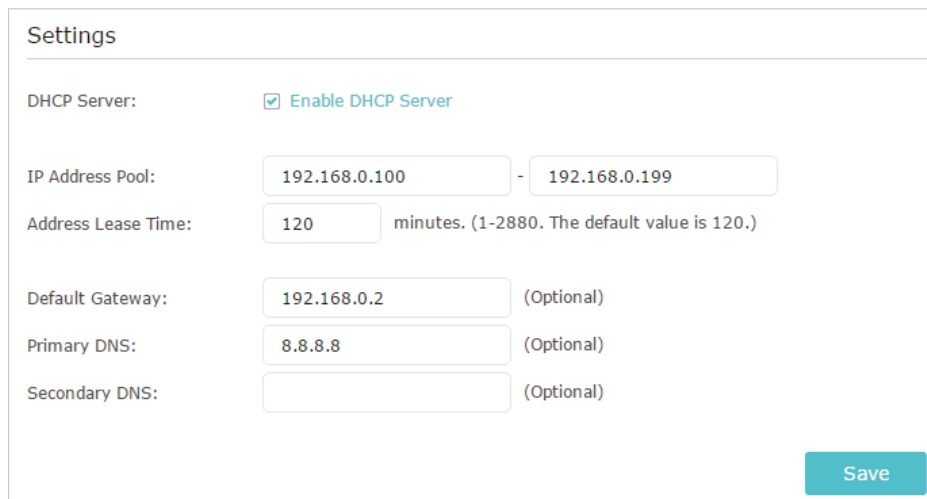 Settings
DHCP Server: Enable DHCP Server
IP Address Pool: 192.168.0.100 - 192.168.0.199
Address Lease Time: 120 minutes. (1-2880. The default value is 120.)
Default Gateway: 192.168.0.2 (Optional)
Primary DNS: 8.8.8.8 (Optional)
Secondary DNS: (Optional)
Save